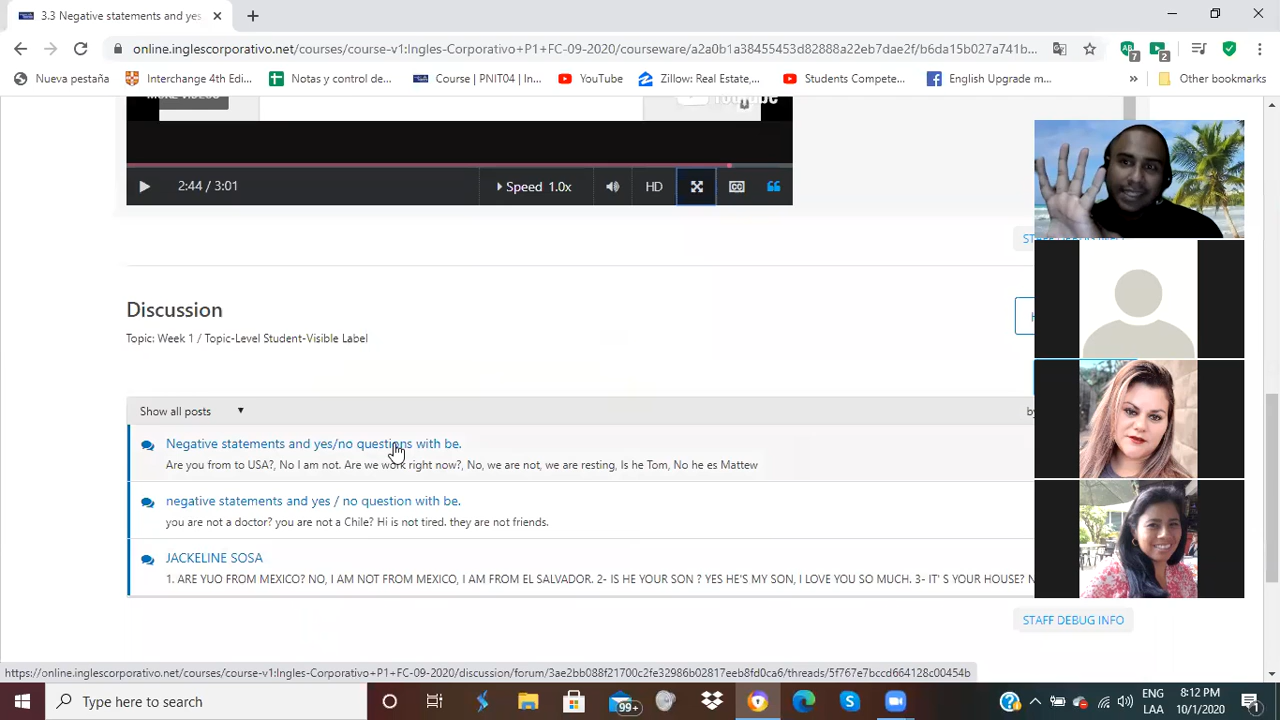 3.3 Negative statements and yes
online.inglescorporativo.net/courses/course-v1:Ingles-Corporativo+P1+FC-09-2020/courseware/a2a0b1a38455453d82888a22eb7dae2f/b6da15b027a741b...
7
2
Nueva pestaña
Interchange 4th Edi...
Notas y control de...
Course | PNIT04 | In...
YouTube
Zillow: Real Estate,...
Students Compete...
English Upgrade m...
»
Other bookmarks
MORE VIDEOS
YouTube
2:44 / 3:01
Speed 1.0x
HD
Discussion
Topic: Week 1 / Topic-Level Student-Visible Label
Show all posts
by
Negative statements and yes/no questions with be.
Are you from to USA?, No I am not. Are we work right now?, No, we are not, we are resting, Is he Tom, No he es Mattew
negative statements and yes / no question with be.
you are not a doctor? you are not a Chile? Hi is not tired. they are not friends.
JACKELINE SOSA
1. ARE YUO FROM MEXICO? NO, I AM NOT FROM MEXICO, I AM FROM EL SALVADOR. 2- IS HE YOUR SON ? YES HE'S MY SON, I LOVE YOU SO MUCH. 3- IT' S YOUR HOUSE?
STAFF DEBUG INFO
https://online.inglescorporativo.net/courses/course-v1:Ingles-Corporativo+P1+FC-09-2020/discussion/forum/3ae2bb088f21700c2fe32986b02817eeb8fd0ca6/threads/5f767e7bccd664128c00454b
Type here to search
99+
ENG
LAA
8:12 PM
10/1/2020
1